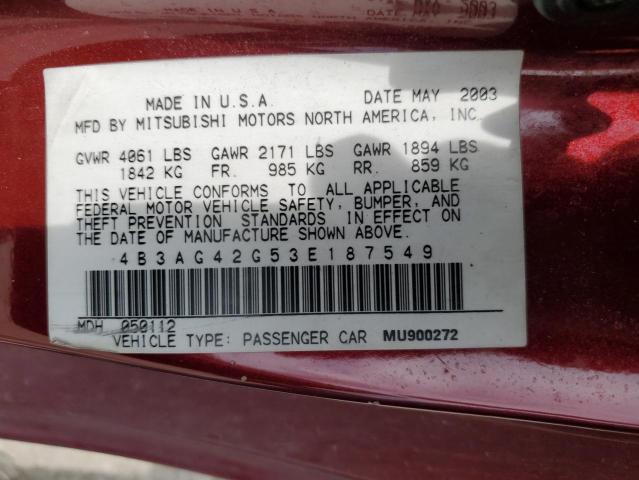 MADE IN U.S.A. DATE MAY 2003
MFD BY MITSUBISHI MOTORS NORTH AMERICA, INC.
GVWR 4061 LBS GAWR 2171 LBS GAWR 1894 LBS
1842 KG FR. 985 KG RR. 859 KG
THIS VEHICLE CONFORMS TO ALL APPLICABLE
FEDERAL MOTOR VEHICLE SAFETY, BUMPER, AND
THEFT PREVENTION STANDARDS IN EFFECT ON
THE DATE OF MANUFACTURE SHOWN ABOVE.
4B3AG42G53E187549
MDH 050112
VEHICLE TYPE: PASSENGER CAR MU900272